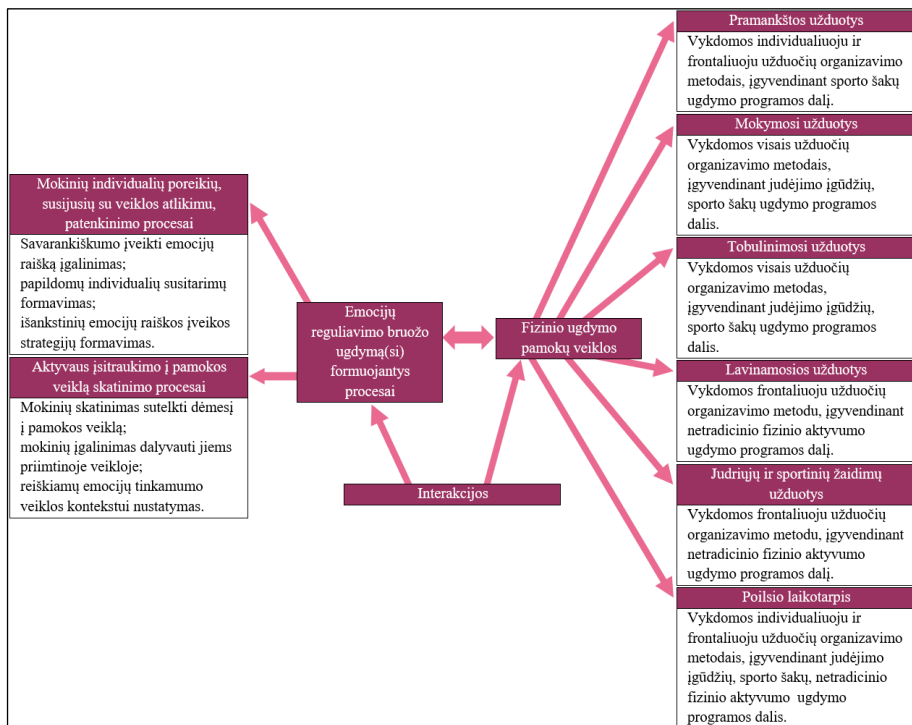 Mokinių individualių poreikių,
susijusių su veiklos atlikimu,
patenkinimo procesai
Savarankiškumo įveikti emocijų
raišką įgalinimas;
papildomų individualių susitarimų
formavimas;
išankstinių emocijų raiškos įveikos
strategijų formavimas.
Aktyvaus įsitraukimo į pamokos
veiklą skatinimo procesai
Mokinių skatinimas sutelkti dėmesį
į pamokos veiklą;
mokinių įgalinimas dalyvauti jiems
priimtinoje veikloje;
reiškiamų emocijų tinkamumo
veiklos kontekstui nustatymas.
Emocijų
reguliavimo bruožo
ugdymą(si)
formuojantys
procesai
Interakcijos
Fizinio ugdymo
pamokų veiklos
Pramankštos užduotys
Vykdomos individualiuoju ir
frontaliuoju užduočių organizavimo
metodais, įgyvendinant sporto šakų
ugdymo programos dalį.
Mokymosi užduotys
Vykdomos visais užduočių
organizavimo metodais,
įgyvendinant judėjimo įgūdžių,
sporto šakų ugdymo programos
dalis.
Tobulinimosi užduotys
Vykdomos visais užduočių
organizavimo metodas,
įgyvendinant judėjimo įgūdžių,
sporto šakų ugdymo programos
dalis.
Lavinamosios užduotys
Vykdomos frontaliuoju užduočių
organizavimo metodu, įgyvendinant
netradicinio fizinio aktyvumo
ugdymo programos dalį.
Judriųjų ir sportinių žaidimų
užduotys
Vykdomos frontaliuoju užduočių
organizavimo metodu, įgyvendinant
netradicinio fizinio aktyvumo
ugdymo programos dalį.
Poilsio laikotarpis
Vykdomos individualiuoju ir
frontaliuoju užduočių organizavimo
metodais, įgyvendinant judėjimo
įgūdžių, sporto šakų, netradicinio
fizinio aktyvumo ugdymo
programos dalis.